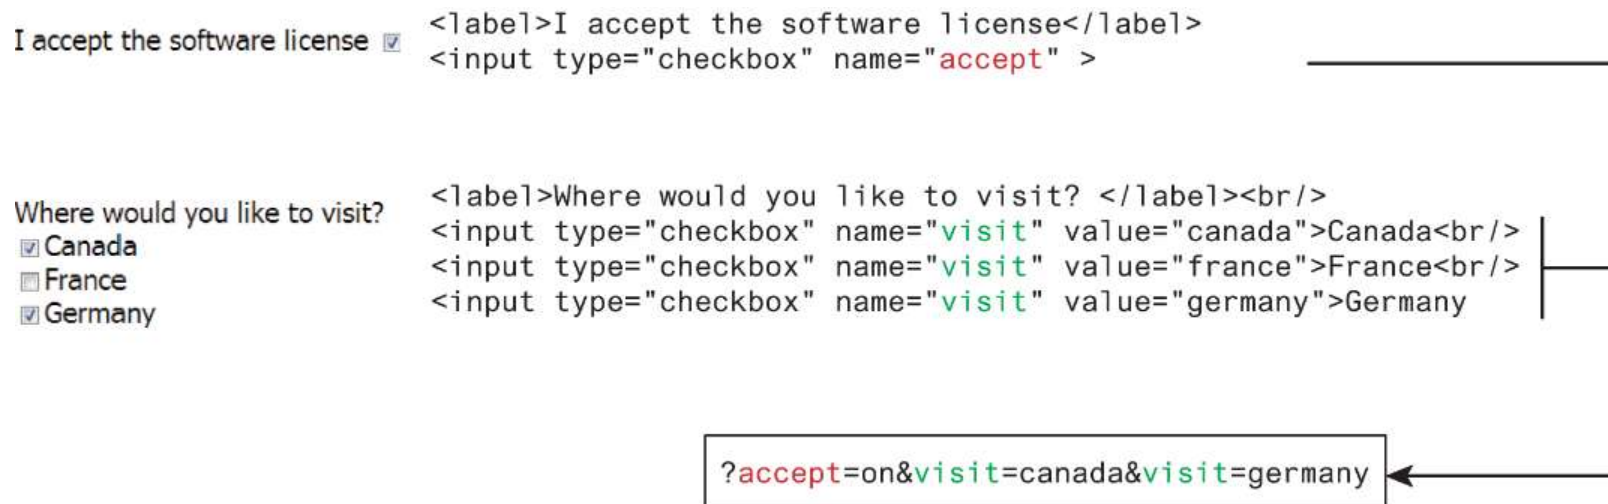 I accept the software license
<label>I accept the software license</label>
<input type="checkbox" name="accept" >
Where would you like to visit?
Canada
France
Germany
<label>Where would you like to visit? </label><br/>
<input type="checkbox" name="visit" value="canada">Canada<br/>
<input type="checkbox" name="visit" value="france">France<br/>
<input type="checkbox" name="visit" value="germany">Germany
?accept=on&visit=canada&visit=germany